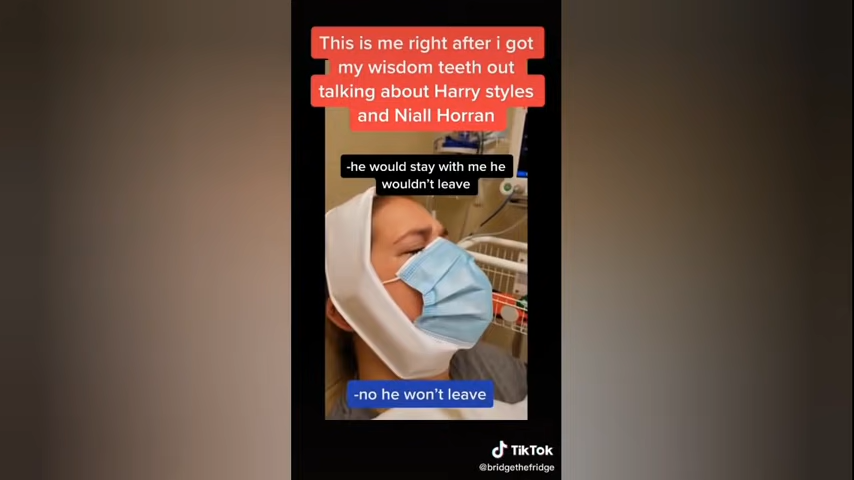 This is me right after i got
my wisdom teeth out
talking about Harry styles
and Niall Horran
-he would stay with me he
wouldn't leave
-no he won't leave
TikTok
@bridgethefridge